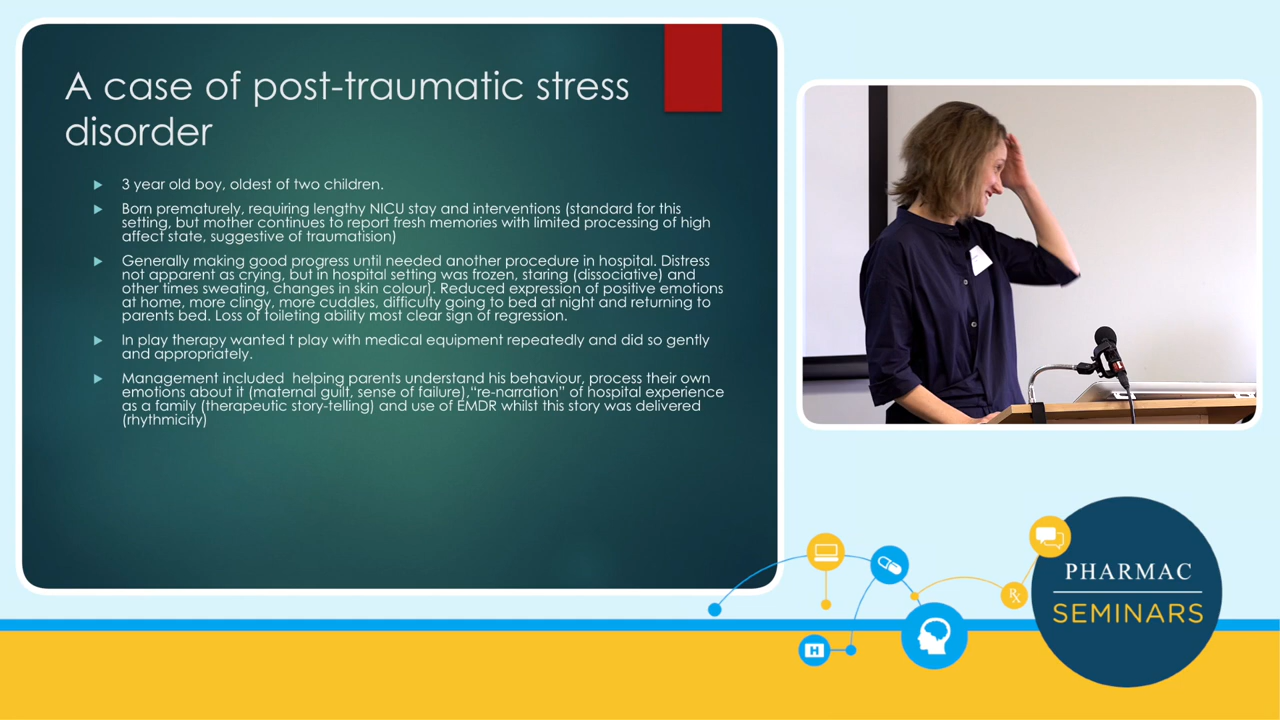 A case of post-traumatic stress
disorder
3 year old boy, oldest of two children.
Born prematurely, requiring lengthy NICU stay and interventions (standard for this
setting, but mother continues to report fresh memories with limited processing of high
affect state, suggestive of traumatision)
Generally making good progress until needed another procedure in hospital. Distress
not apparent as crying, but in hospital setting was frozen, staring (dissociative) and
other times sweating, changes in skin colour). Reduced expression of positive emotions
at home, more clingy, more cuddles, difficulty going to bed at night and returning to
parents bed. Loss of toileting ability most clear sign of regression.
In play therapy wanted t play with medical equipment repeatedly and did so gently
and appropriately.
Management included  helping parents understand his behaviour, process their own
emotions about it (maternal guilt, sense of failure),“re-narration” of hospital experience
as a family (therapeutic story-telling) and use of EMDR whilst this story was delivered
(rhythmicity)
H
Rx
PHARMAC
SEMINARS